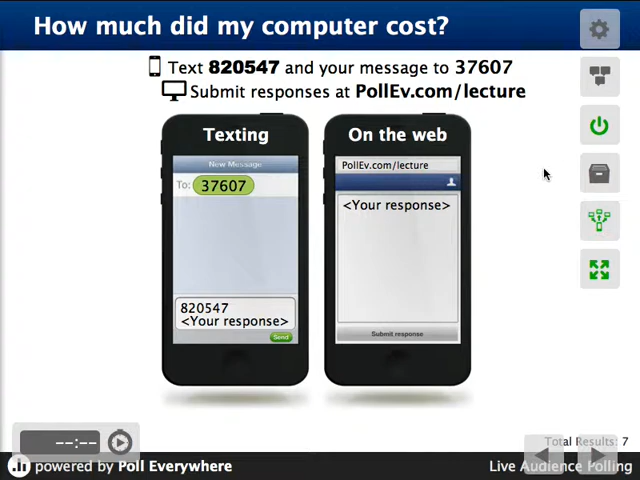 How much did my computer cost?
Text 820547 and your message to 37607
Submit responses at PollEv.com/lecture
Texting
New Message
To: 37607
820547
<Your response>
Send
On the web
PollEv.com/lecture
<Your response>
Submit response
--:--
Total Results: 7
powered by Poll Everywhere
Live Audience Polling